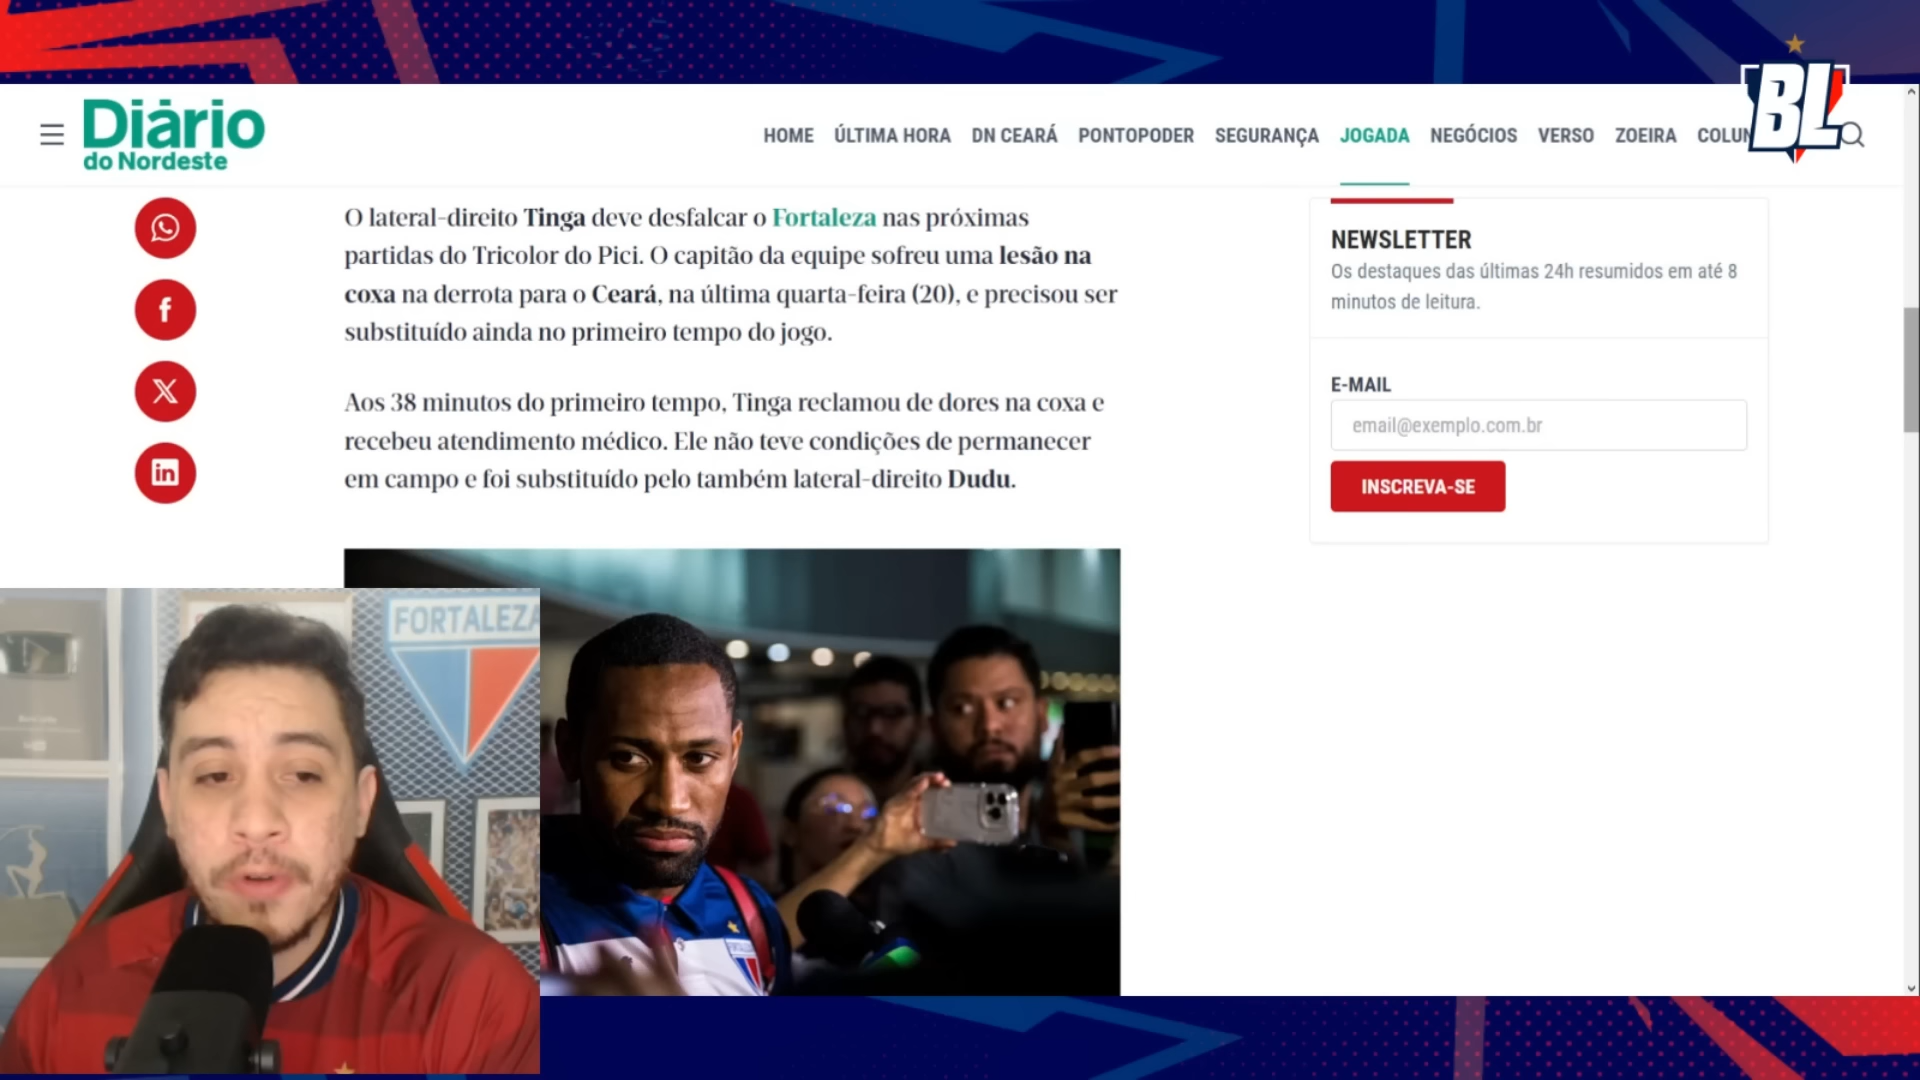 BL
Diário
do Nordeste
HOME ÚLTIMA HORA DN CEARÁ PONTOPODER SEGURANÇA JOGADA NEGÓCIOS VERSO ZOEIRA COLUN
O lateral-direito Tinga deve desfalcar o Fortaleza nas próximas
partidas do Tricolor do Pici. O capitão da equipe sofreu uma lesão na
coxa na derrota para o Ceará, na última quarta-feira (20), e precisou ser
substituído ainda no primeiro tempo do jogo.
Aos 38 minutos do primeiro tempo, Tinga reclamou de dores na coxa e
recebeu atendimento médico. Ele não teve condições de permanecer
em campo e foi substituído pelo também lateral-direito Dudu.
NEWSLETTER
Os destaques das últimas 24h resumidos em até 8
minutos de leitura.
E-MAIL
email@exemplo.com.br
INSCREVA-SE
FORTALEZA